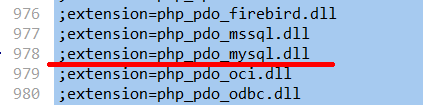 976 ;extension=php_pdo_firebird.dll
977 ;extension=php_pdo_mssql.dll
978 ;extension=php_pdo_mysql.dll
979 ;extension=php_pdo_oci.dll
980 ;extension=php_pdo_odbc.dll